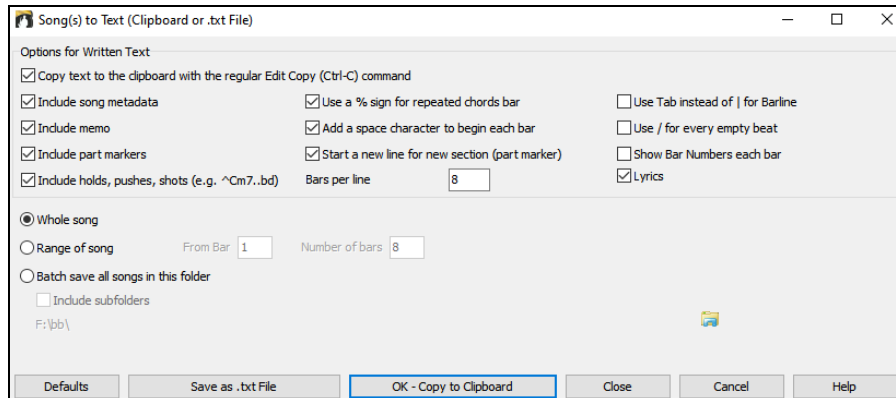 Song(s) to Text (Clipboard or .txt File)
Options for Written Text
Copy text to the clipboard with the regular Edit Copy (Ctrl-C) command
Include song metadata
Use a % sign for repeated chords bar
Use Tab instead of | for Barline
Include memo
Add a space character to begin each bar
Use / for every empty beat
Include part markers
Start a new line for new section (part marker)
Show Bar Numbers each bar
Include holds, pushes, shots (e.g. ^Cm7..bd)
Bars per line 8
Lyrics
Whole song
Range of song From Bar 1 Number of bars 8
Batch save all songs in this folder
Include subfolders
F:\bb\
Defaults
Save as .txt File
OK - Copy to Clipboard
Close
Cancel
Help